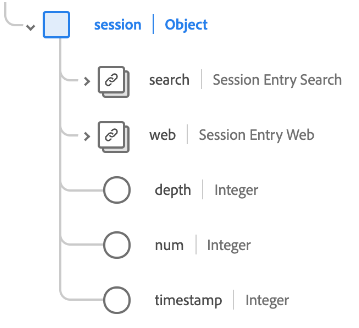 session | Object
search | Session Entry Search
web | Session Entry Web
depth | Integer
num | Integer
timestamp | Integer